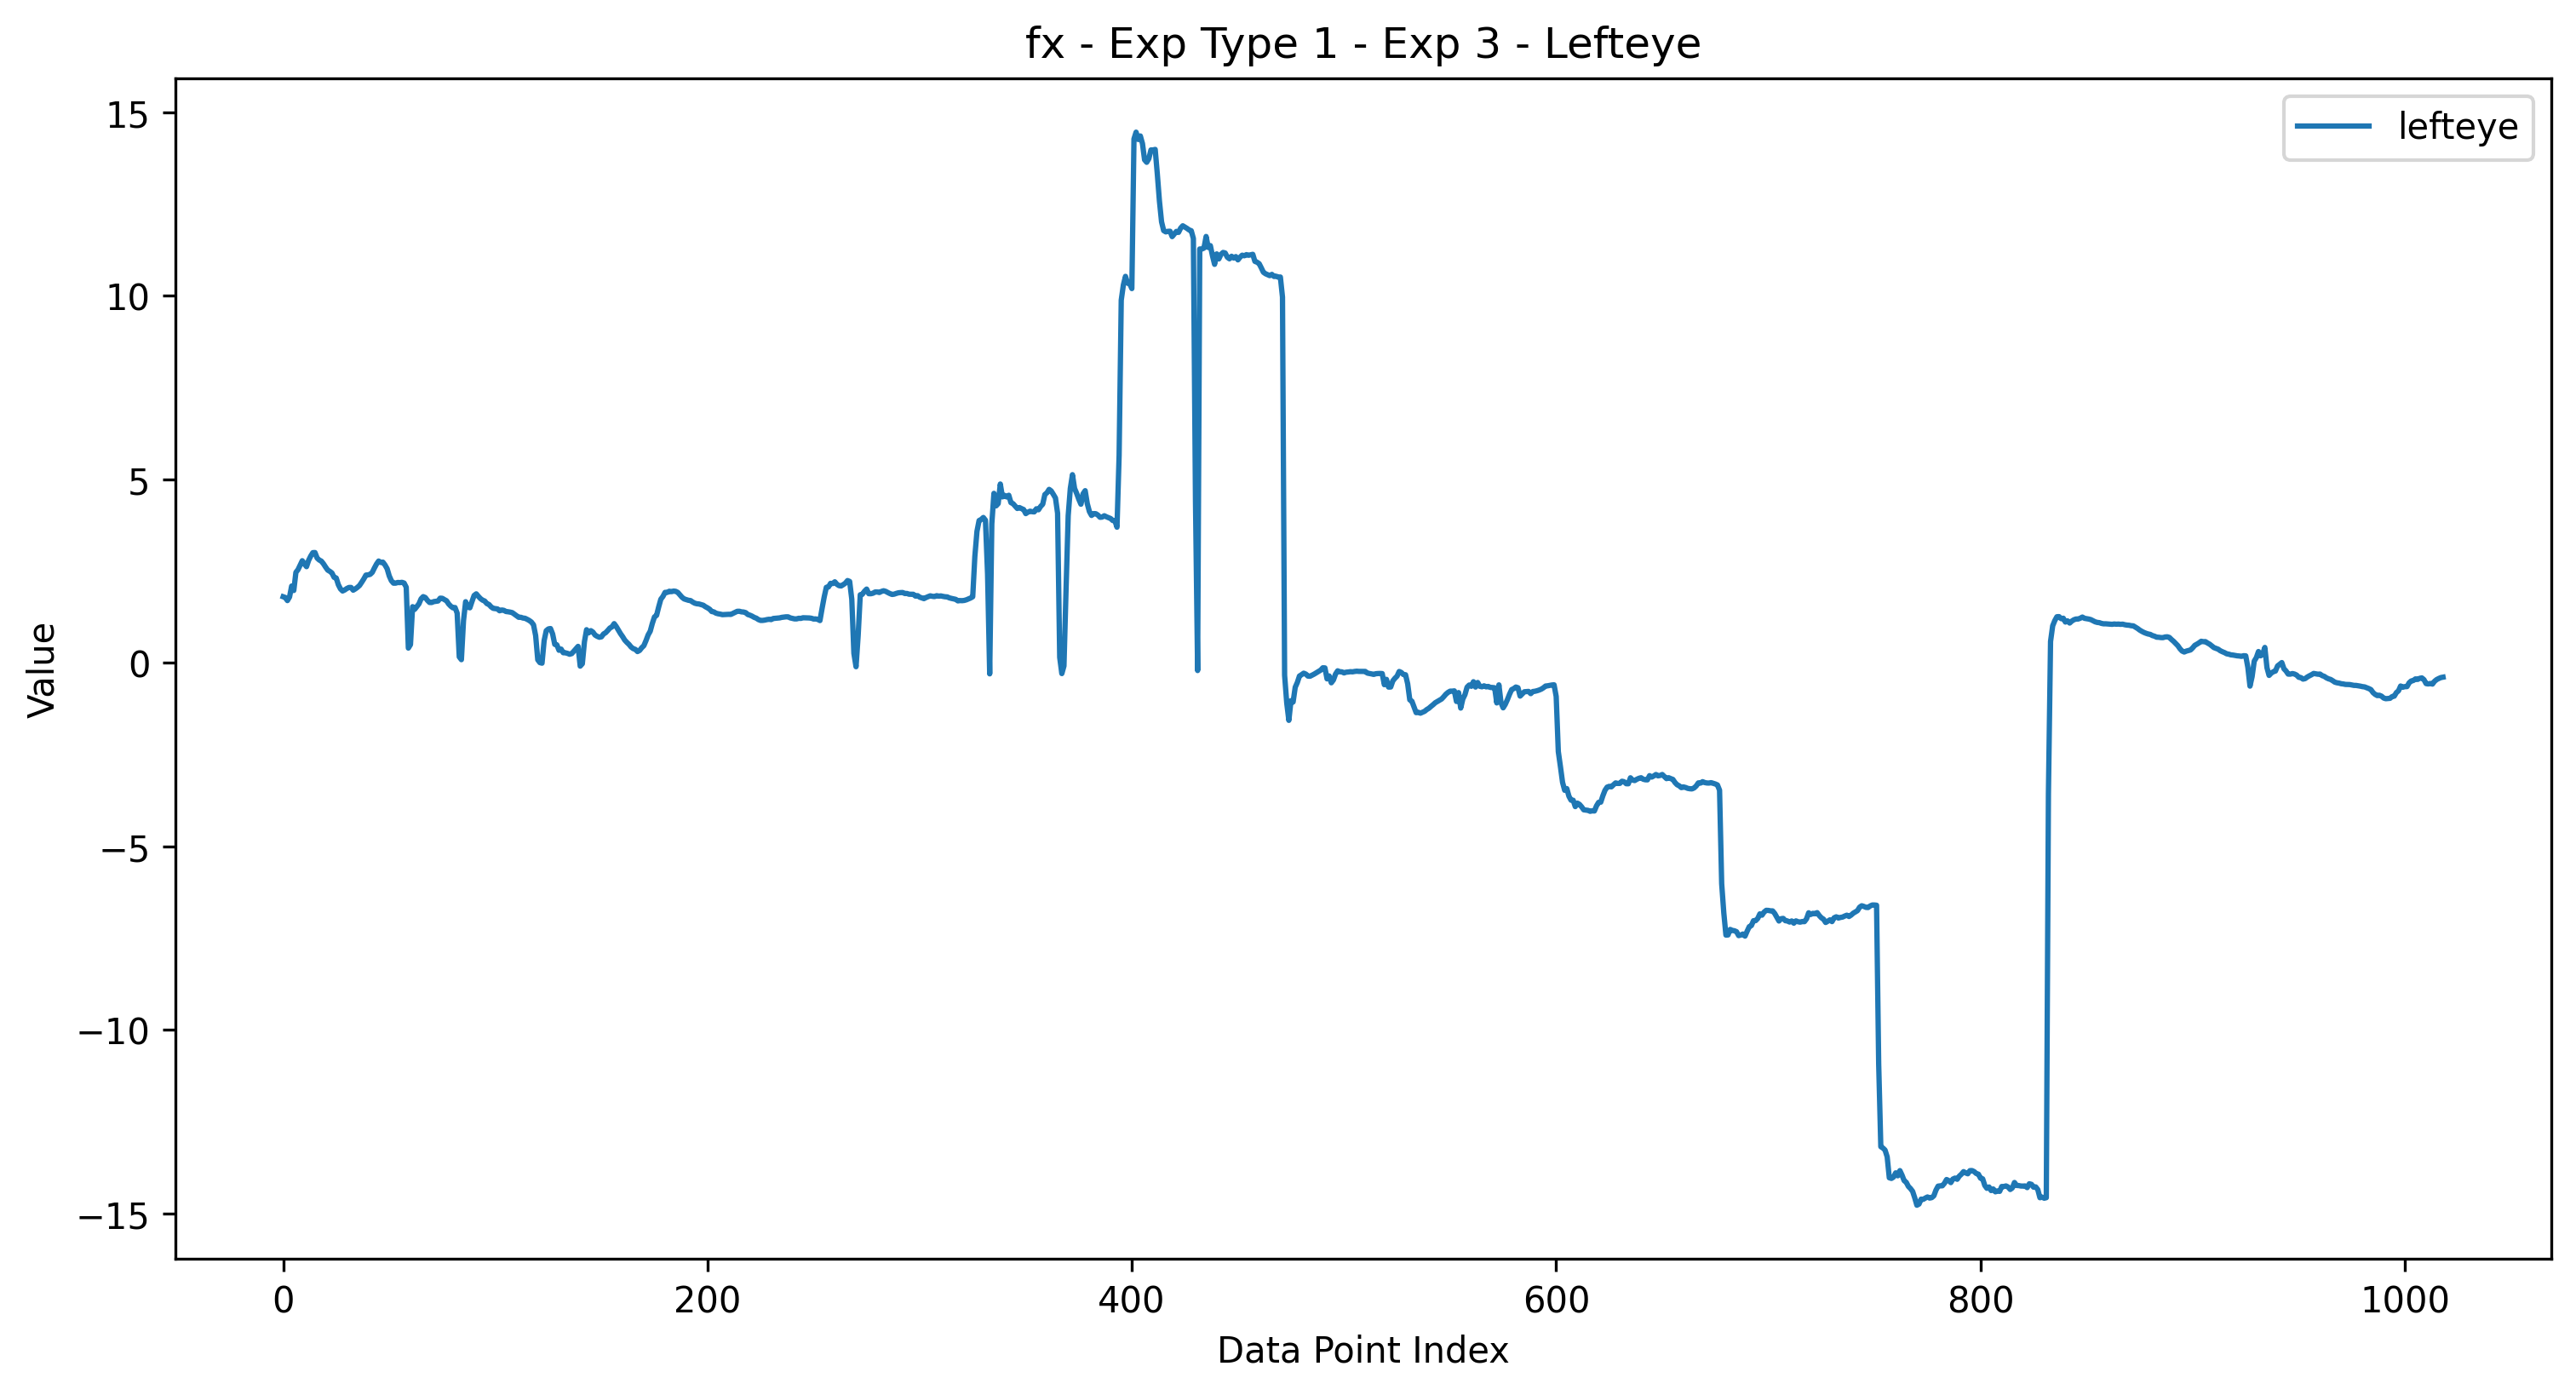 fx - Exp Type 1 - Exp 3 - Lefteye
lefteye
15
10
5
0
−5
−10
−15
Value
0 200 400 600 800 1000
Data Point Index